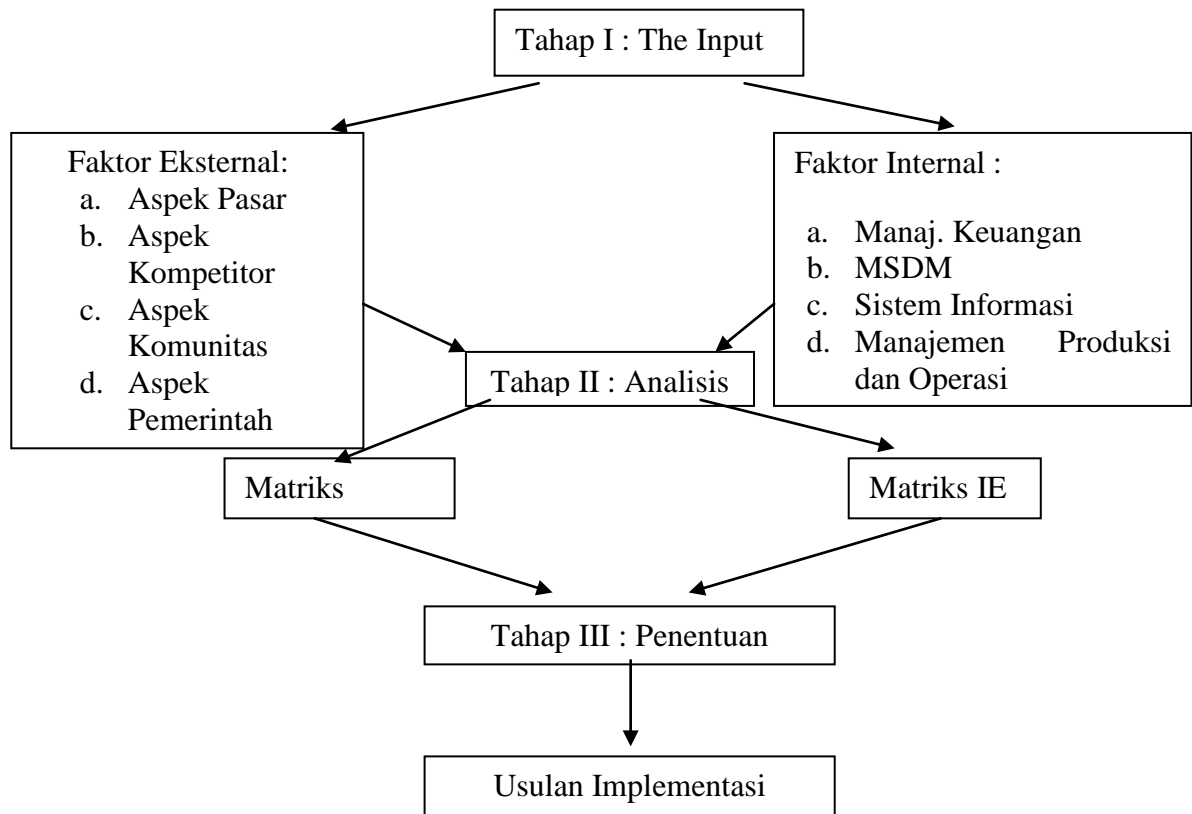 Tahap I : The Input
Faktor Eksternal:
a. Aspek Pasar
b. Aspek
Kompetitor
c. Aspek
Komunitas
d. Aspek
Pemerintah
Faktor Internal :
a. Manaj. Keuangan
b. MSDM
c. Sistem Informasi
d. Manajemen Produksi
dan Operasi
Tahap II : Analisis
Matriks
Matriks IE
Tahap III : Penentuan
Usulan Implementasi